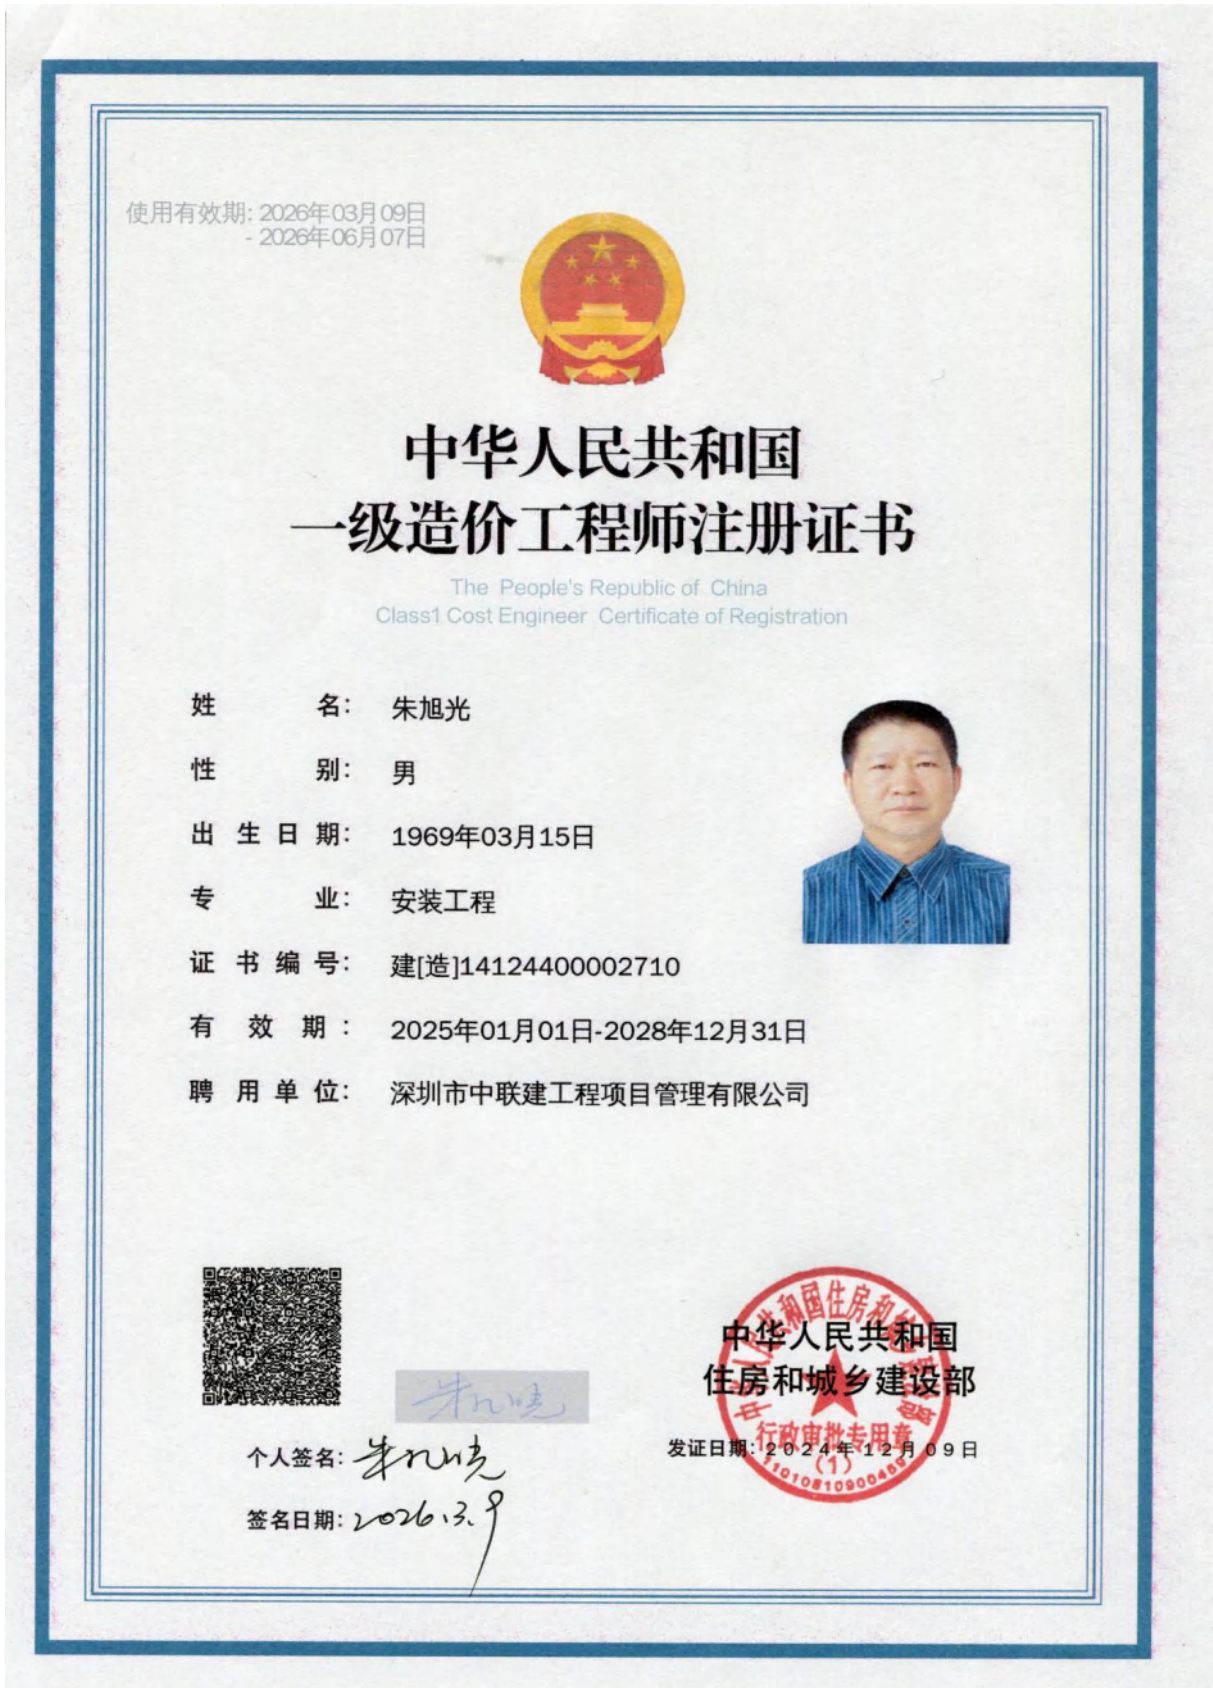 使用有效期: 2026年03月09日
- 2026年06月07日
中华人民共和国
一级造价工程师注册证书
The People's Republic of China
Class1 Cost Engineer Certificate of Registration
姓 名: 朱旭光
性 别: 男
出生日期: 1969年03月15日
专 业: 安装工程
证书编号: 建[造]14124400002710
有 效 期: 2025年01月01日-2028年12月31日
聘用单位: 深圳市中联建工程项目管理有限公司
中华人民共和国
住房和城乡建设部
行政审批专用章
(1)
发证日期: 2024年12月09日
个人签名:
签名日期: 2026.3.9